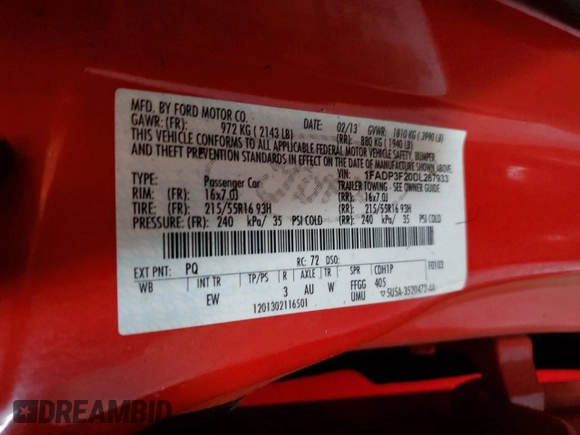 MFD. BY FORD MOTOR CO.
DATE: 02/13 GVWR: 1810 KG ( 3990 LB)
GAWR: (FR): 972 KG ( 2143 LB) (RR): 880 KG ( 1940 LB)
THIS VEHICLE CONFORMS TO ALL APPLICABLE FEDERAL MOTOR VEHICLE SAFETY, BUMPER
AND THEFT PREVENTION STANDARDS IN EFFECT ON THE DATE OF MANUFACTURE SHOWN ABOVE.
VIN: 1FADP3F20DL267933
TYPE: Passenger Car TRAILER TOWING - SEE OWNER GUIDE
RIM: (FR): 16x7.0J (RR): 16x7.0J
TIRE: (FR): 215/55R16 93H (RR): 215/55R16 93H
PRESSURE: (FR): 240 kPa/ 35 PSI COLD (RR): 240 kPa/ 35 PSI COLD
EXT PNT: PQ RC: 72 DSO: F0103
WB INT TR TP/PS R AXLE TR SPR CDH1P
EW 3 AU W FFGG 405
UMU
1201302116501
5U5A-3520472-AA
DREAMBID